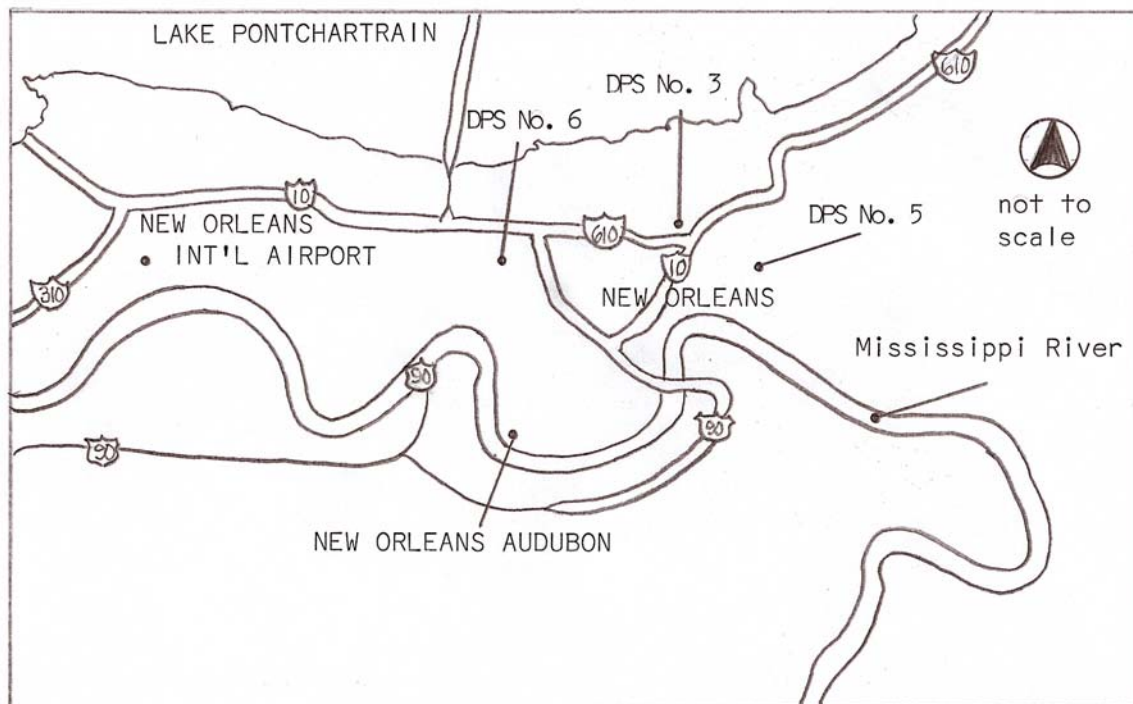 LAKE PONTCHARTRAIN
610
DPS No. 3
DPS No. 6
10
610
DPS No. 5
not to
scale
NEW ORLEANS
INT'L AIRPORT
310
10
NEW ORLEANS
Mississippi River
90
90
90
NEW ORLEANS AUDUBON